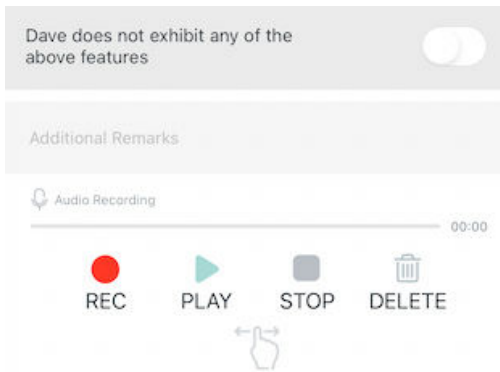 Dave does not exhibit any of the
above features
Additional Remarks
Audio Recording
00:00
REC PLAY STOP DELETE